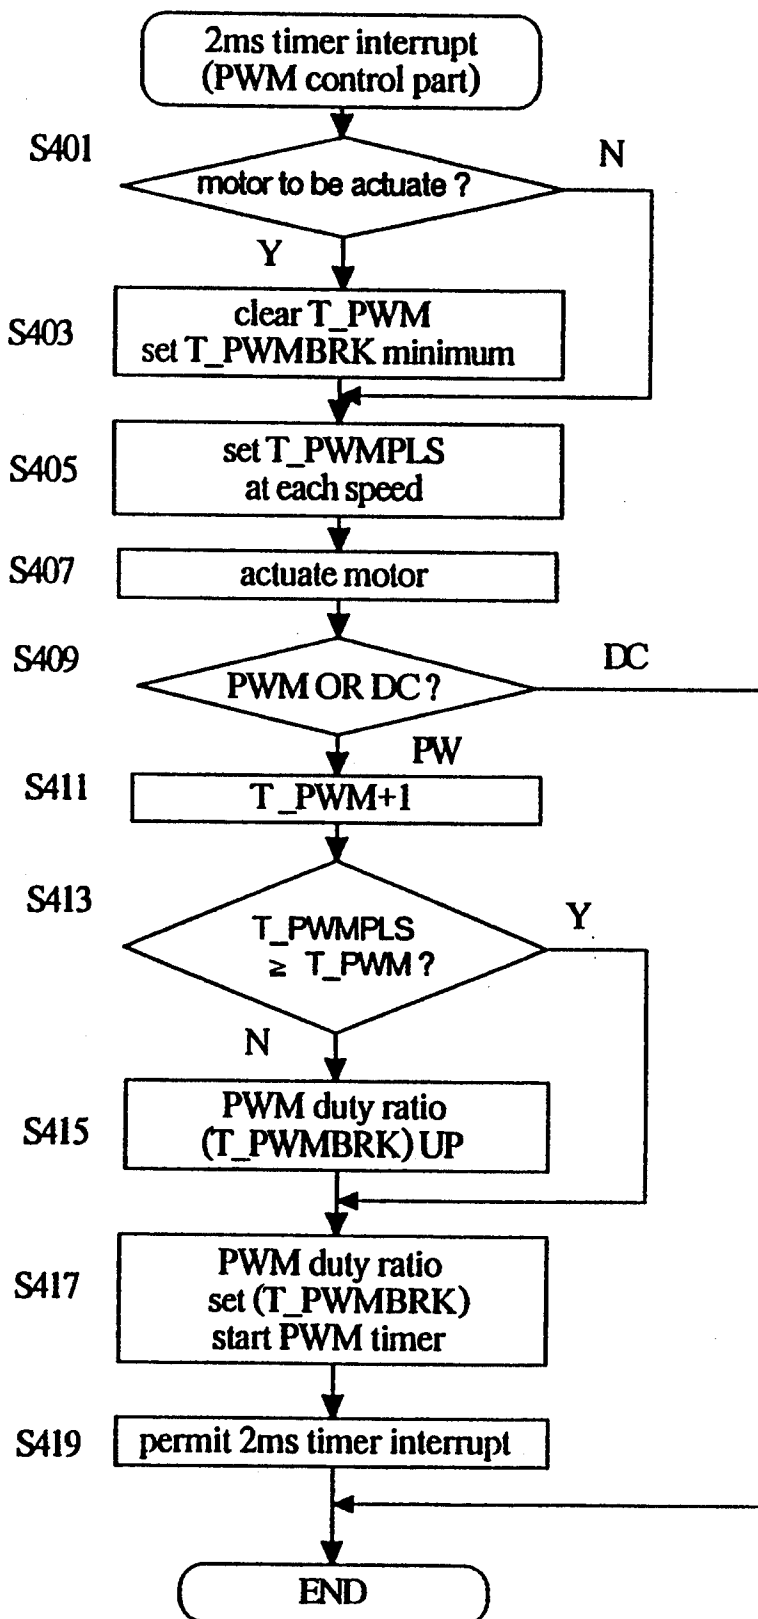 2ms timer interrupt
(PWM control part)
S401
N
motor to be actuate ?
Y
S403
clear T_PWM
set T_PWMBRK minimum
S405
set T_PWMPLS
at each speed
S407
actuate motor
S409
DC
PWM OR DC ?
PW
S411
T_PWM+1
S413
Y
T_PWMPLS
≥ T_PWM ?
N
S415
PWM duty ratio
(T_PWMBRK) UP
S417
PWM duty ratio
set (T_PWMBRK)
start PWM timer
S419
permit 2ms timer interrupt
END